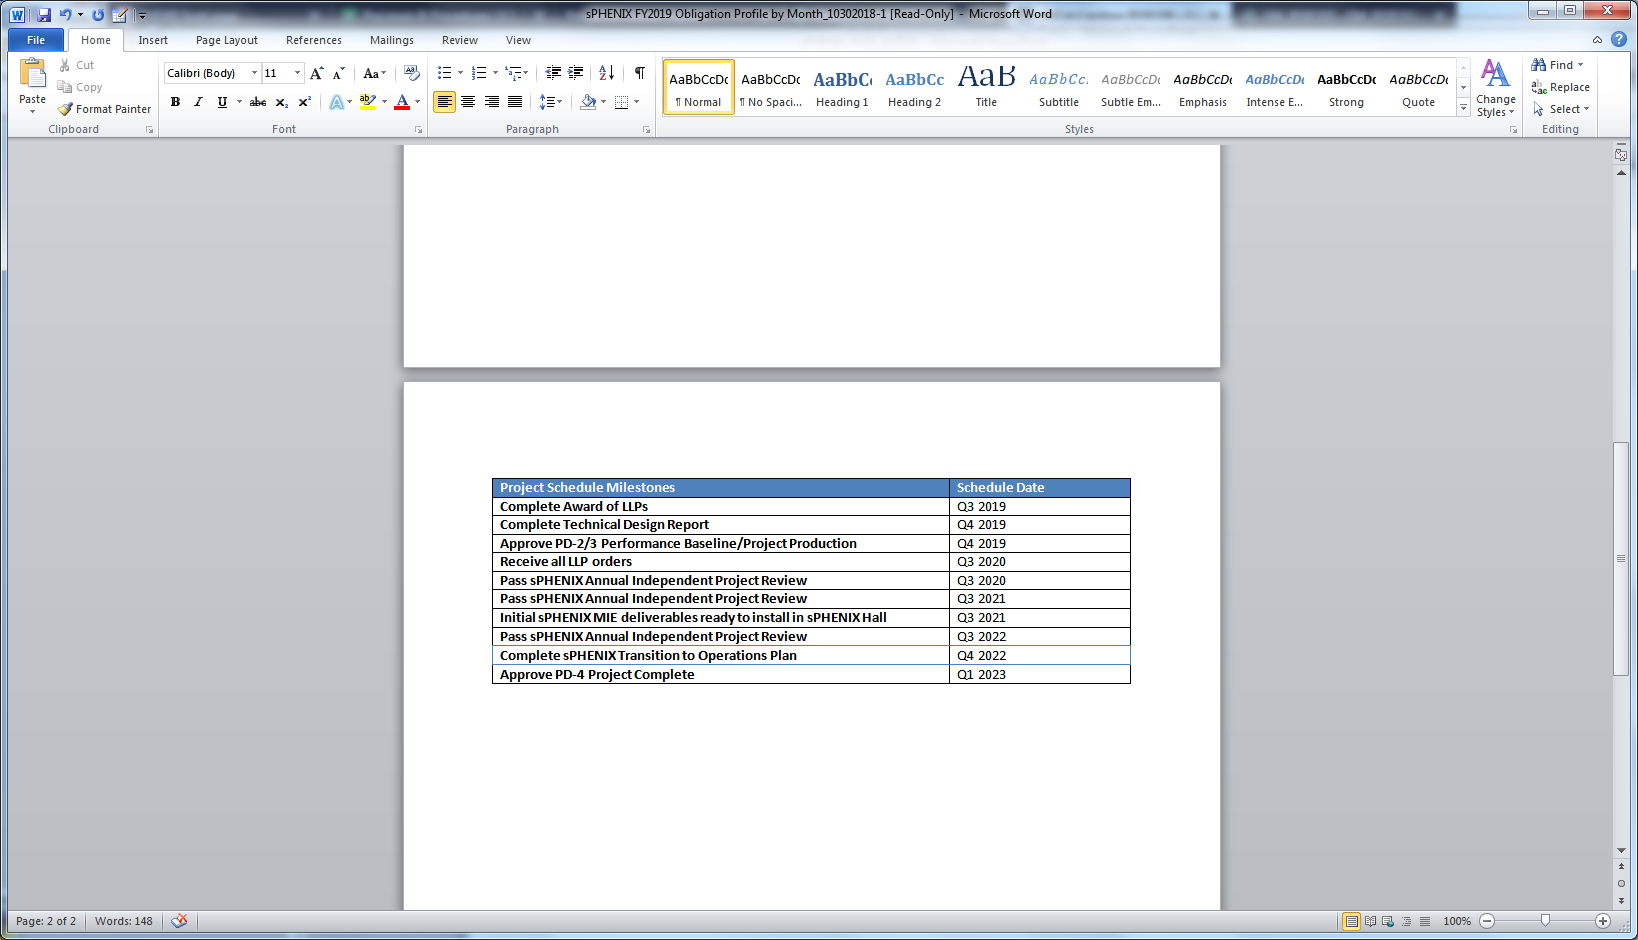 sPHENIX FY2019 Obligation Profile by Month_10302018-1 [Read-Only] - Microsoft Word
File Home Insert Page Layout References Mailings Review View
Paste
Cut
Copy
Format Painter
Clipboard
Calibri (Body) 11
Font
Paragraph
AaBbCcDc AaBbCcDc AaBbCc AaBbCc AaB AaBbCc. AaBbCcDc AaBbCcDc AaBbCcDc AaBbCcDc AaBbCcDc
¶ Normal ¶ No Spaci... Heading 1 Heading 2 Title Subtitle Subtle Em... Emphasis Intense E... Strong Quote
Styles
Change Styles
Find
Replace
Select
Editing
Project Schedule Milestones Schedule Date
Complete Award of LLPs Q3 2019
Complete Technical Design Report Q4 2019
Approve PD-2/3 Performance Baseline/Project Production Q4 2019
Receive all LLP orders Q3 2020
Pass sPHENIX Annual Independent Project Review Q3 2020
Pass sPHENIX Annual Independent Project Review Q3 2021
Initial sPHENIX MIE deliverables ready to install in sPHENIX Hall Q3 2021
Pass sPHENIX Annual Independent Project Review Q3 2022
Complete sPHENIX Transition to Operations Plan Q4 2022
Approve PD-4 Project Complete Q1 2023
Page: 2 of 2 Words: 148 100%